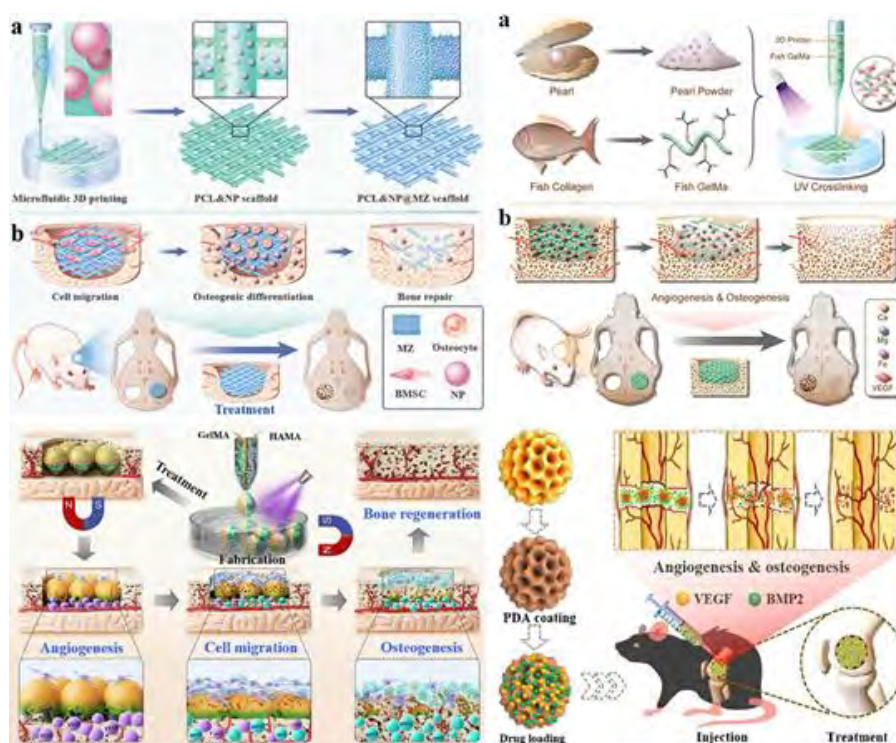 a
Microfluidic 3D printing
PCL&NP scaffold
PCL&NP@MZ scaffold
b
Cell migration
Osteogenic differentiation
Bone repair
MZ
Osteocyte
BMSC
NP
Treatment
a
Pearl
Pearl Powder
3D Printer
Fish GelMa
Fish Collagen
Fish GelMa
UV Crosslinking
b
Angiogenesis & Osteogenesis
VEGF
GelMA
HAMA
Treatment
N
S
Fabrication
S
N
Bone regeneration
Angiogenesis
Cell migration
Osteogenesis
PDA coating
Drug loading
Angiogenesis & osteogenesis
VEGF
BMP2
Injection
Treatment